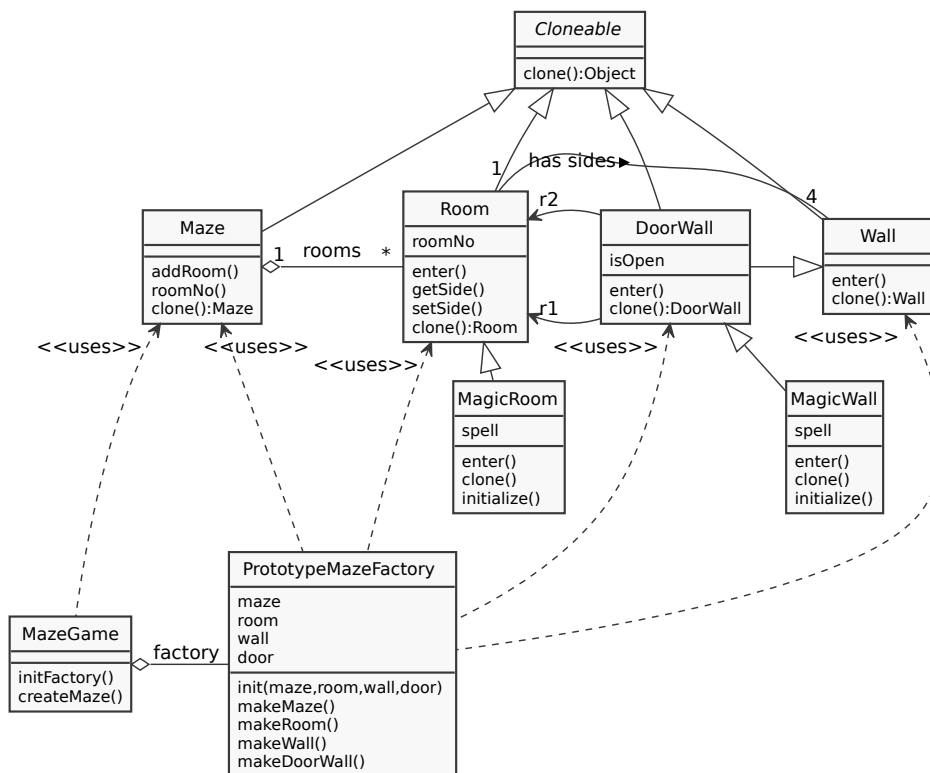 Cloneable
clone():Object
1
has sides▶
4
r2
Maze
addRoom()
roomNo()
clone():Maze
1
rooms
*
Room
roomNo
enter()
getSide()
setSide()
clone():Room
DoorWall
isOpen
enter()
clone():DoorWall
Wall
enter()
clone():Wall
r1
<<uses>>
<<uses>>
<<uses>>
<<uses>>
<<uses>>
MagicRoom
spell
enter()
clone()
initialize()
MagicWall
spell
enter()
clone()
initialize()
PrototypeMazeFactory
maze
room
wall
door
init(maze,room,wall,door)
makeMaze()
makeRoom()
makeWall()
makeDoorWall()
MazeGame
initFactory()
createMaze()
factory